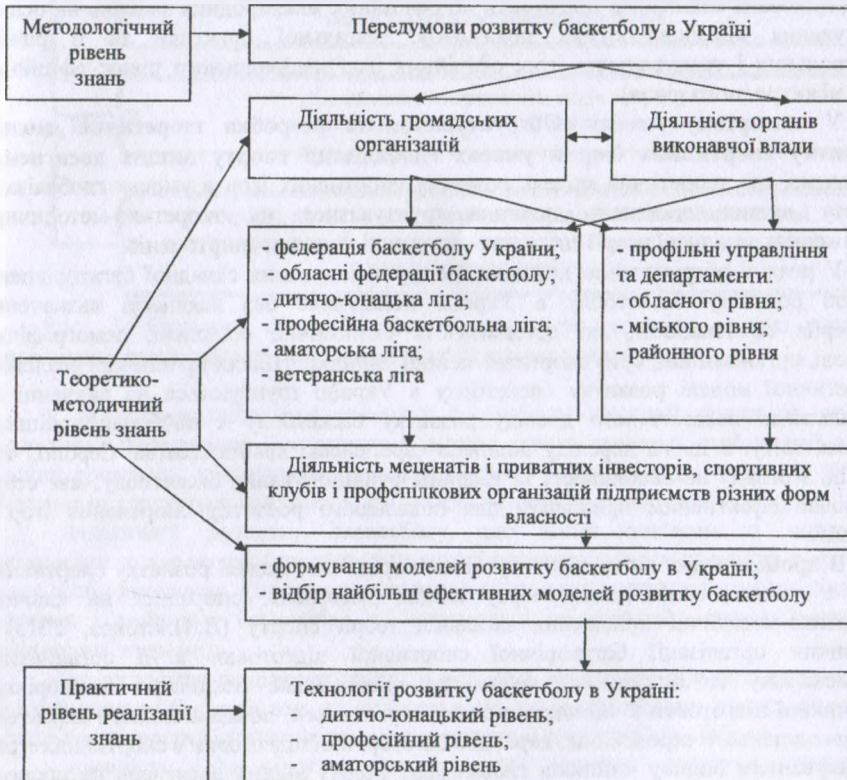 Методологічний
рівень
знань
Передумови розвитку баскетболу в Україні
Діяльність громадських
організацій
Діяльність органів
виконавчої влади
- федерація баскетболу України;
- обласні федерації баскетболу;
- дитячо-юнацька ліга;
- професійна баскетбольна ліга;
- аматорська ліга;
- ветеранська ліга
- профільні управління
виконавчої влади:
- обласного рівня;
- міського рівня;
- районного рівня
Теоретико-
методичний
рівень знань
Діяльність меценатів і приватних інвесторів, спортивних
клубів і профспілкових організацій підприємств різних форм
власності
- формування моделей розвитку баскетболу в Україні;
- відбір найбільш ефективних моделей розвитку баскетболу
Практичний
рівень реалізації
знань
Технології розвитку баскетболу в Україні:
- дитячо-юнацький рівень;
- професійний рівень;
- аматорський рівень